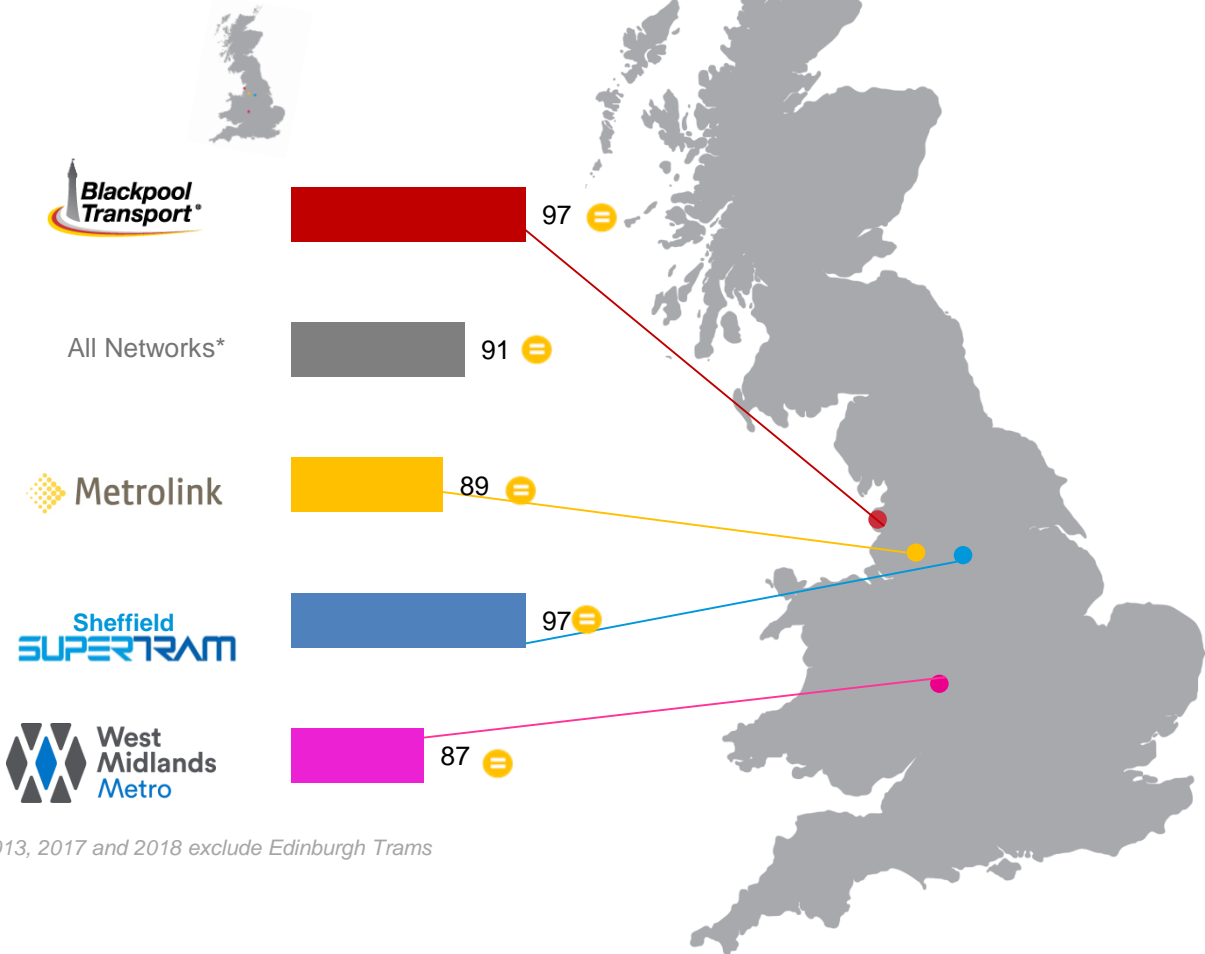 Blackpool
Transport
97
All Networks*
91
Metrolink
89
Sheffield
SUPERTRAM
97
West
Midlands
Metro
87
2017 and 2018 exclude Edinburgh Trams